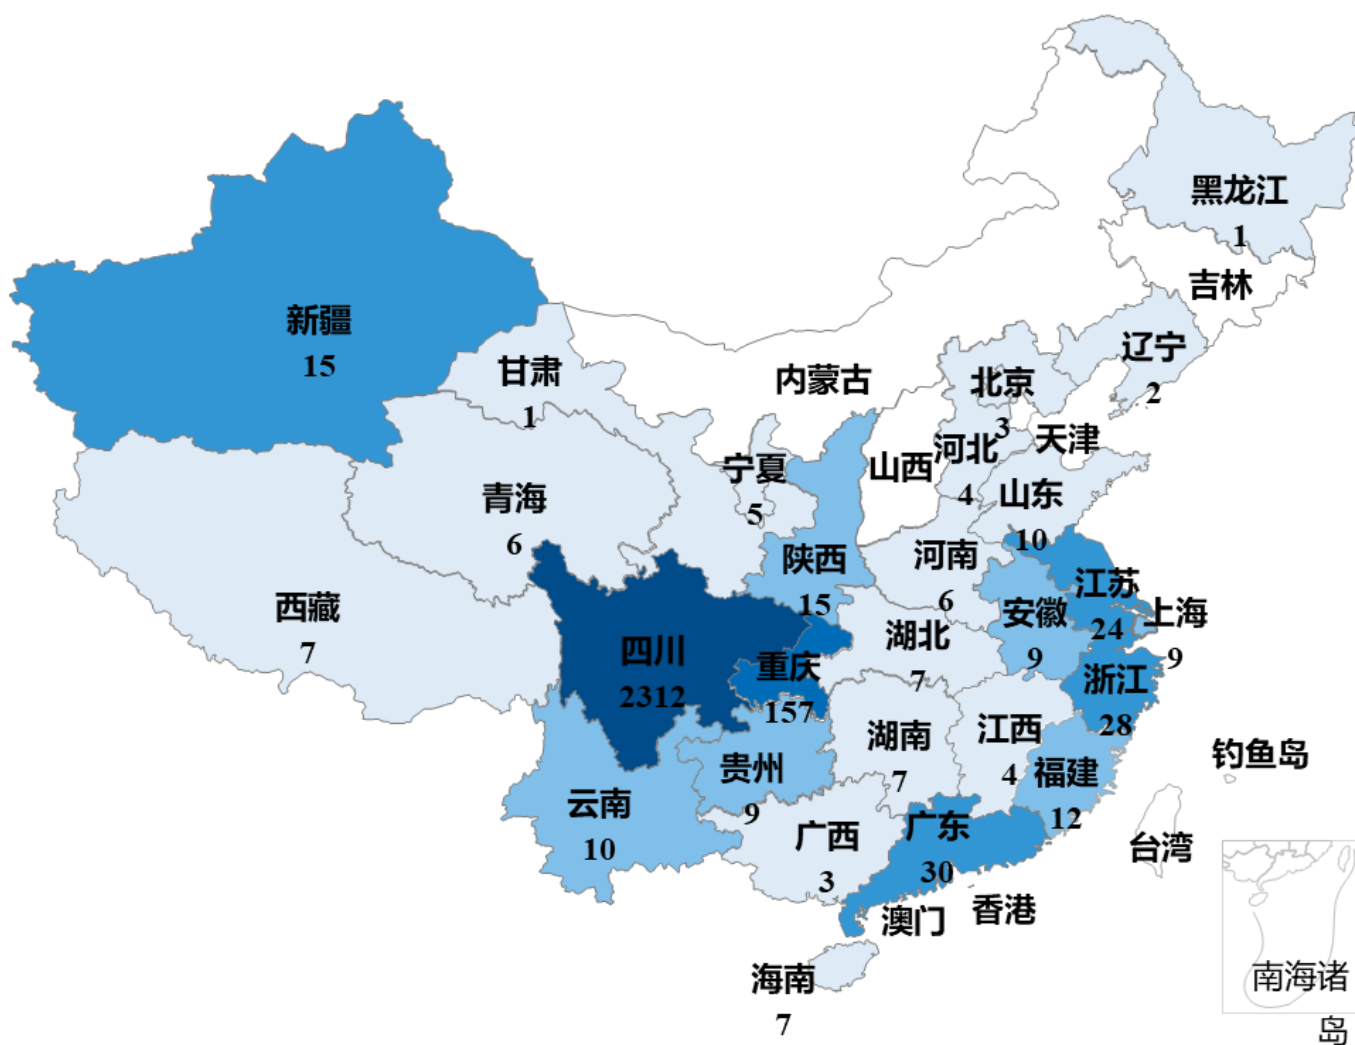 黑龙江
1
吉林
新疆
15
辽宁
2
甘肃
1
内蒙古
北京
3
天津
宁夏
5
山西
河北
4
山东
10
青海
6
陕西
15
河南
6
江苏
24
西藏
7
安徽
9
上海
9
四川
2312
重庆
157
湖北
7
浙江
28
湖南
7
江西
4
钓鱼岛
贵州
9
福建
12
云南
10
广西
3
广东
30
台湾
澳门
香港
海南
7
南海诸
岛